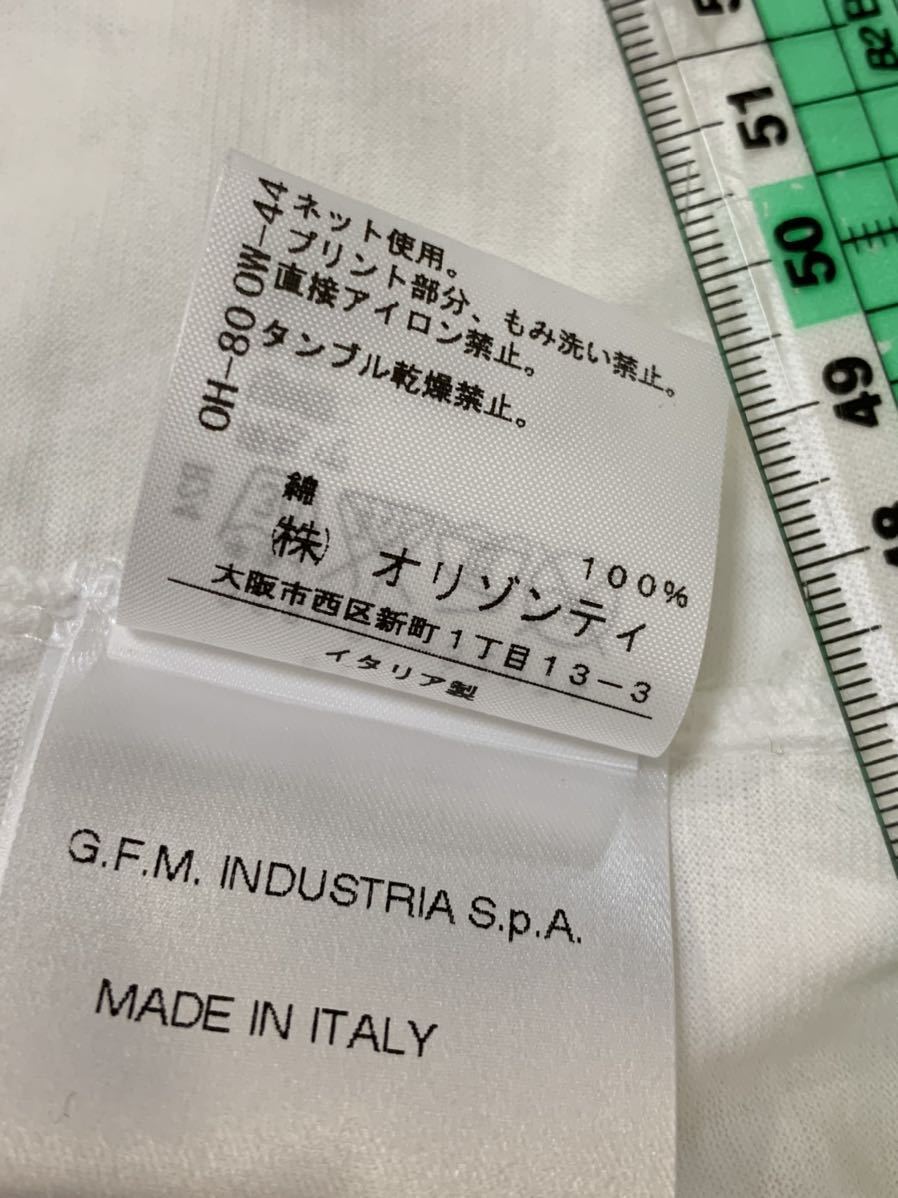 ネット使用。
プリント部分、もみ洗い禁止。
直接アイロン禁止。
タンブル乾燥禁止。
OH-80 0W-44
綿 100%
㈱ オリゾンティ
大阪市西区新町1丁目13-3
イタリア製
G.F.M. INDUSTRIA S.p.A.
MADE IN ITALY
51
50
49
48
B2